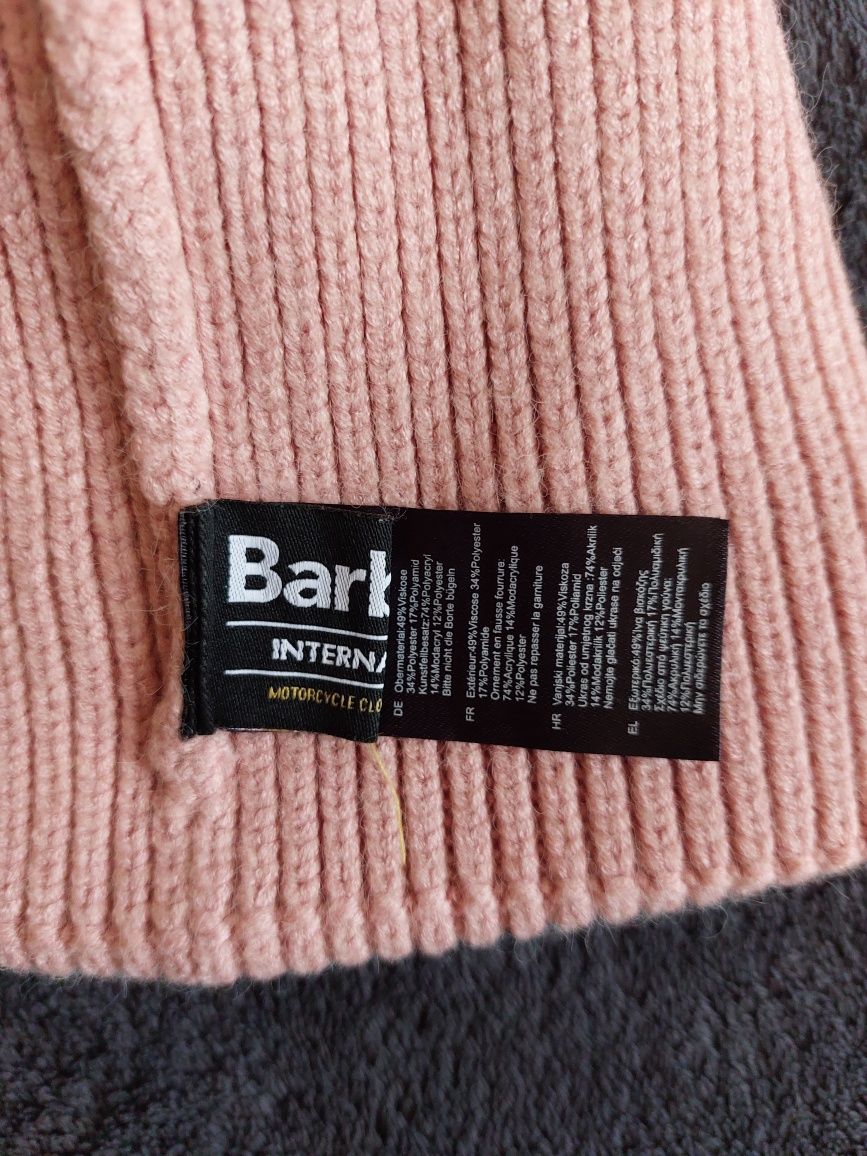 Barb
INTERNA
MOTORCYCLE CLO
DE Obermaterial:49%Viskose
34%Polyester 17%Polyamid
Kunstfellbesatz:74%Polyacryl
14%Modacryl 12%Polyester
Bitte nicht die Borte bügeln
FR Extérieur:49%Viscose 34%Polyester
17%Polyamide
Ornement en fausse fourrure:
74%Acrylique 14%Modacrylique
12%Polyester
Ne pas repasser la garniture
HR Vanjski materijal:49%Viskoza
34%Poliester 17%Poliamid
Ukras od umjetnog krzna :74%Akrilik
14%Modakrilik 12%Poliester
Nemojte glačati ukrase na odjeći
EL Εξωτερικό:49%Ίνα βισκόζης
34%Πολυεστερική 17%Πολυαμιδική
Σχέδιο από ψεύτικη γούνα:
74%Ακρυλική 14%Μοντακρυλική
12%Πολυεστερική
Μην σιδερώνετε το σχέδιο